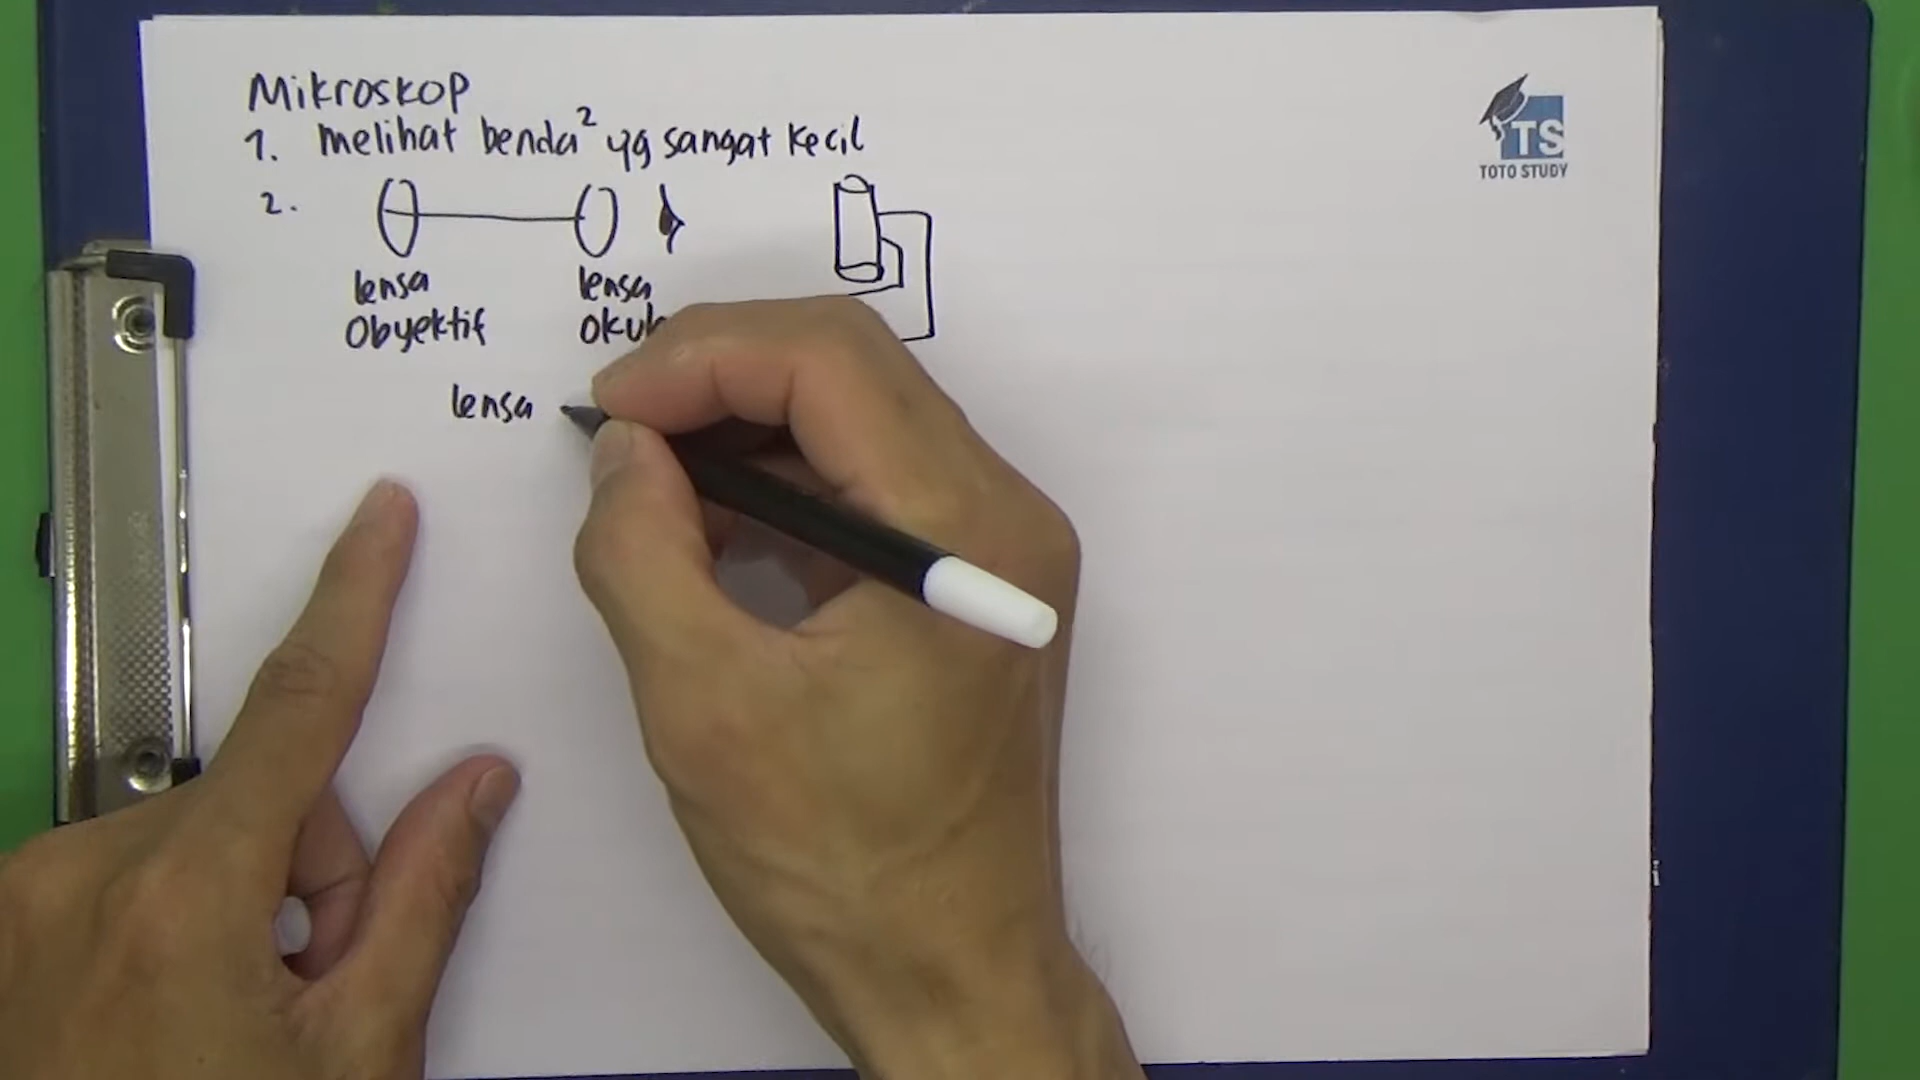 Mikroskop
1. melihat benda² yg sangat kecil
2.
lensa
Obyektif
lensa
lensa
TS
TOTO STUDY